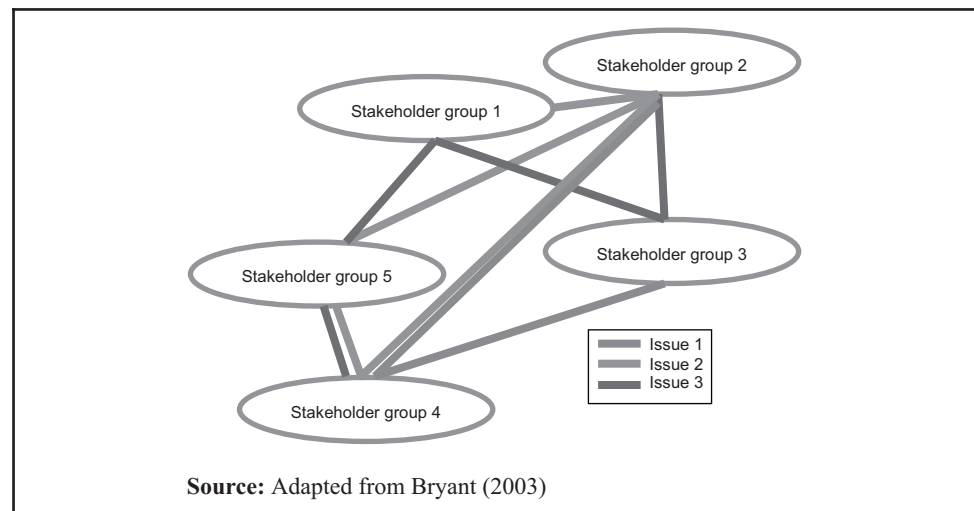 Stakeholder group 2
Stakeholder group 1
Stakeholder group 3
Stakeholder group 5
Issue 1
Issue 2
Issue 3
Stakeholder group 4
Source: Adapted from Bryant (2003)